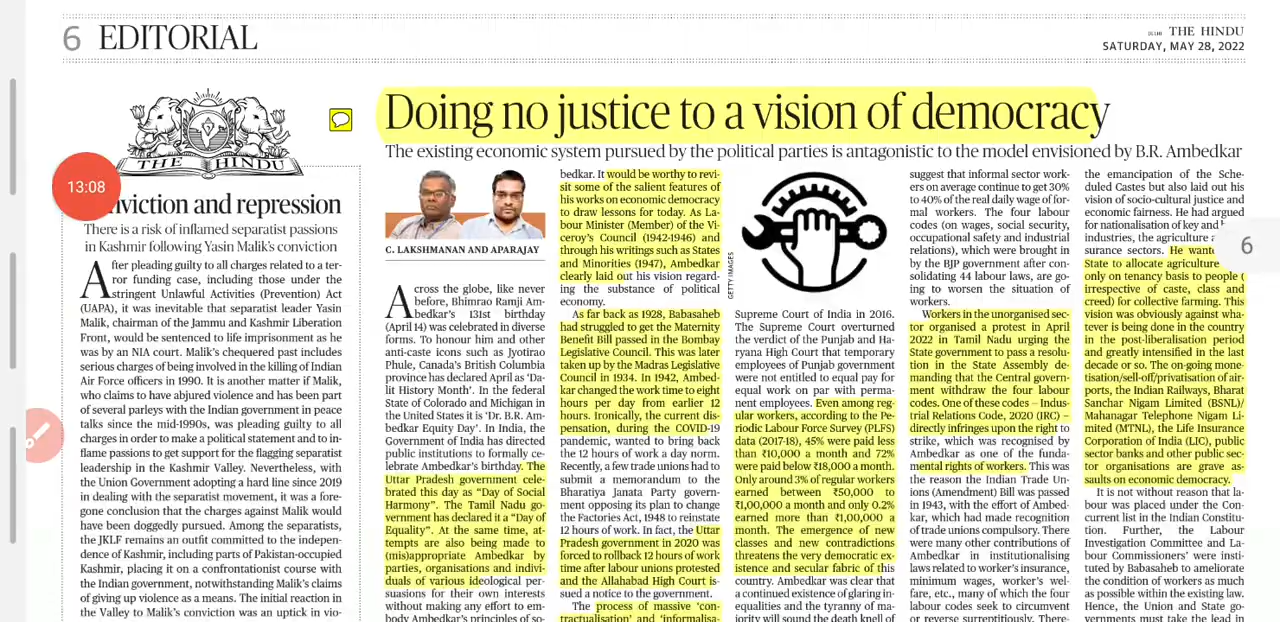 6 EDITORIAL
THE HINDU
SATURDAY, MAY 28, 2022
THE HINDU
13:08
viction and repression
There is a risk of inflamed separatist passions
in Kashmir following Yasin Malik's conviction
After pleading guilty to all charges related to a ter-
ror funding case, including those under the
stringent Unlawful Activities (Prevention) Act
(UAPA), it was inevitable that separatist leader Yasin
Malik, chairman of the Jammu and Kashmir Liberation
Front, would be sentenced to life imprisonment as he
was by an NIA court. Malik's chequered past includes
serious charges of being involved in the killing of Indian
Air Force officers in 1990. It is another matter if Malik,
who claims to have abjured violence and has been part
of several parleys with the Indian government in peace
talks since the mid-1990s, was pleading guilty to all
charges in order to make a political statement and to in-
flame passions to get support for the flagging separatist
leadership in the Kashmir Valley. Nevertheless, with
the Union Government adopting a hard line since 2019
in dealing with the separatist movement, it was a fore-
gone conclusion that the charges against Malik would
have been doggedly pursued. Among the separatists,
the JKLF remains an outfit committed to the independ-
ence of Kashmir, including parts of Pakistan-occupied
Kashmir, placing it on a confrontationist course with
the Indian government, notwithstanding Malik's claims
of giving up violence as a means. The initial reaction in
the Valley to Malik's conviction was an uptick in vio-
Doing no justice to a vision of democracy
The existing economic system pursued by the political parties is antagonistic to the model envisioned by B.R. Ambedkar
C. LAKSHMANAN AND APARAJAY
Across the globe, like never
before, Bhimrao Ramji Am-
bedkar's 131st birthday
(April 14) was celebrated in diverse
forms. To honour him and other
anti-caste icons such as Jyotirao
Phule, Canada's British Columbia
province has declared April as 'Da-
lit History Month'. In the federal
State of Colorado and Michigan in
the United States it is 'Dr. B.R. Am-
bedkar Equity Day'. In India, the
Government of India has directed
public institutions to formally ce-
lebrate Ambedkar's birthday. The
Uttar Pradesh government cele-
brated this day as "Day of Social
Harmony". The Tamil Nadu go-
vernment has declared it a "Day of
Equality". At the same time, at-
tempts are also being made to
(mis)appropriate Ambedkar by
parties, organisations and individ-
uals of various ideological per-
suasions for their own interests
without making any effort to em-
body Ambedkar's principles of so-
bedkar. It would be worthy to revi-
sit some of the salient features of
his works on economic democracy
to draw lessons for today. As La-
bour Minister (Member) of the Vi-
ceroy's Council (1942-1946) and
through his writings such as States
and Minorities (1947), Ambedkar
clearly laid out his vision regard-
ing the substance of political
economy.
As far back as 1928, Babasaheb
had struggled to get the Maternity
Benefit Bill passed in the Bombay
Legislative Council. This was later
taken up by the Madras Legislative
Council in 1934. In 1942, Ambed-
kar changed the work time to eight
hours per day from earlier 12
hours. Ironically, the current dis-
pensation, during the COVID-19
pandemic, wanted to bring back
the 12 hours of work a day norm.
Recently, a few trade unions had to
submit a memorandum to the
Bharatiya Janata Party govern-
ment opposing its plan to change
the Factories Act, 1948 to reinstate
12 hours of work. In fact, the Uttar
Pradesh government in 2020 was
forced to rollback 12 hours of work
time after labour unions protested
and the Allahabad High Court is-
sued a notice to the government.
The process of massive 'con-
tractualisation' and 'informalisa-
GETTY IMAGES
Supreme Court of India in 2016.
The Supreme Court overturned
the verdict of the Punjab and Ha-
ryana High Court that temporary
employees of Punjab government
were not entitled to equal pay for
equal work on par with perma-
nent employees. Even among reg-
ular workers, according to the Pe-
riodic Labour Force Survey (PLFS)
data (2017-18), 45% were paid less
than ₹10,000 a month and 72%
were paid below ₹18,000 a month.
Only around 3% of regular workers
earned between ₹50,000 to
₹1,00,000 a month and only 0.2%
earned more than ₹1,00,000 a
month. The emergence of new
classes and new contradictions
threatens the very democratic ex-
istence and secular fabric of this
country. Ambedkar was clear that
a continued existence of glaring in-
equalities and the tyranny of ma-
jority will sound the death knell of
suggest that informal sector work-
ers on average continue to get 30%
to 40% of the real daily wage of for-
mal workers. The four labour
codes (on wages, social security,
occupational safety and industrial
relations), which were brought in
by the BJP government after con-
solidating 44 labour laws, are go-
ing to worsen the situation of
workers.
Workers in the unorganised sec-
tor organised a protest in April
2022 in Tamil Nadu urging the
State government to pass a resolu-
tion in the State Assembly de-
manding that the Central govern-
ment withdraw the four labour
codes. One of these codes – Indus-
trial Relations Code, 2020 (IRC) –
directly infringes upon the right to
strike, which was recognised by
Ambedkar as one of the funda-
mental rights of workers. This was
the reason the Indian Trade Un-
ions (Amendment) Bill was passed
in 1943, with the effort of Ambed-
kar, which had made recognition
of trade unions compulsory. There
were many other contributions of
Ambedkar in institutionalising
laws related to worker's insurance,
minimum wages, worker's wel-
fare, etc., many of which the four
labour codes seek to circumvent
or reverse surreptitiously. There-
the emancipation of the Sche-
duled Castes but also laid out his
vision of socio-cultural justice and
economic fairness. He had argued
for nationalisation of key and
industries, the agriculture
surance sectors. He
State to allocate
only on tenancy basis to people
irrespective of caste, class and
creed) for collective farming. This
vision was obviously against wha-
tever is being done in the country
in the post-liberalisation period
and greatly intensified in the last
decade or so. The on-going mone-
tisation/sell-off/privatisation of air-
ports, the Indian Railways, Bharat
Sanchar Nigam Limited (BSNL)/
Mahanagar Telephone Nigam Li-
mited (MTNL), the Life Insurance
Corporation of India (LIC), public
sector banks and other public sec-
tor organisations are grave as-
saults on economic democracy.
It is not without reason that la-
bour was placed under the Con-
current list in the Indian Constitu-
tion. Further, the Labour
Investigation Committee and La-
bour Commissioners' were insti-
tuted by Babasaheb to ameliorate
the condition of workers as much
as possible within the existing law.
Hence, the Union and State go-
vernments must take the lead in
6